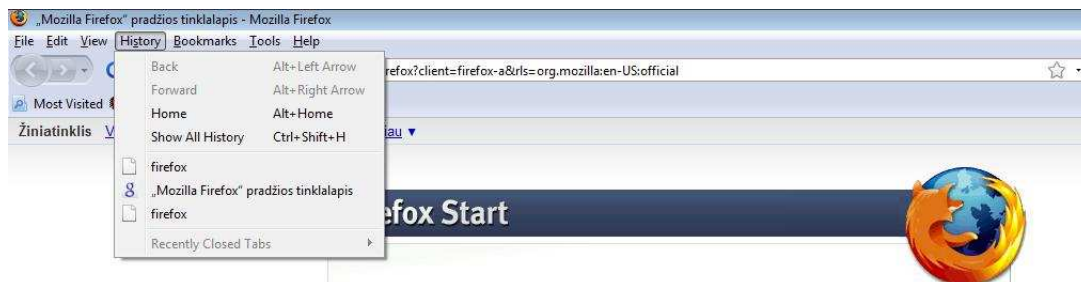 „Mozilla Firefox“ pradžios tinklalapis - Mozilla Firefox
File Edit View History Bookmarks Tools Help
Back Alt+Left Arrow
refox?client=firefox-a&rls=org.mozilla:en-US:official
Forward Alt+Right Arrow
Most Visited
Home Alt+Home
Žiniatinklis V
iau ▼
Show All History Ctrl+Shift+H
firefox
„Mozilla Firefox“ pradžios tinklalapis
firefox
efox Start
Recently Closed Tabs